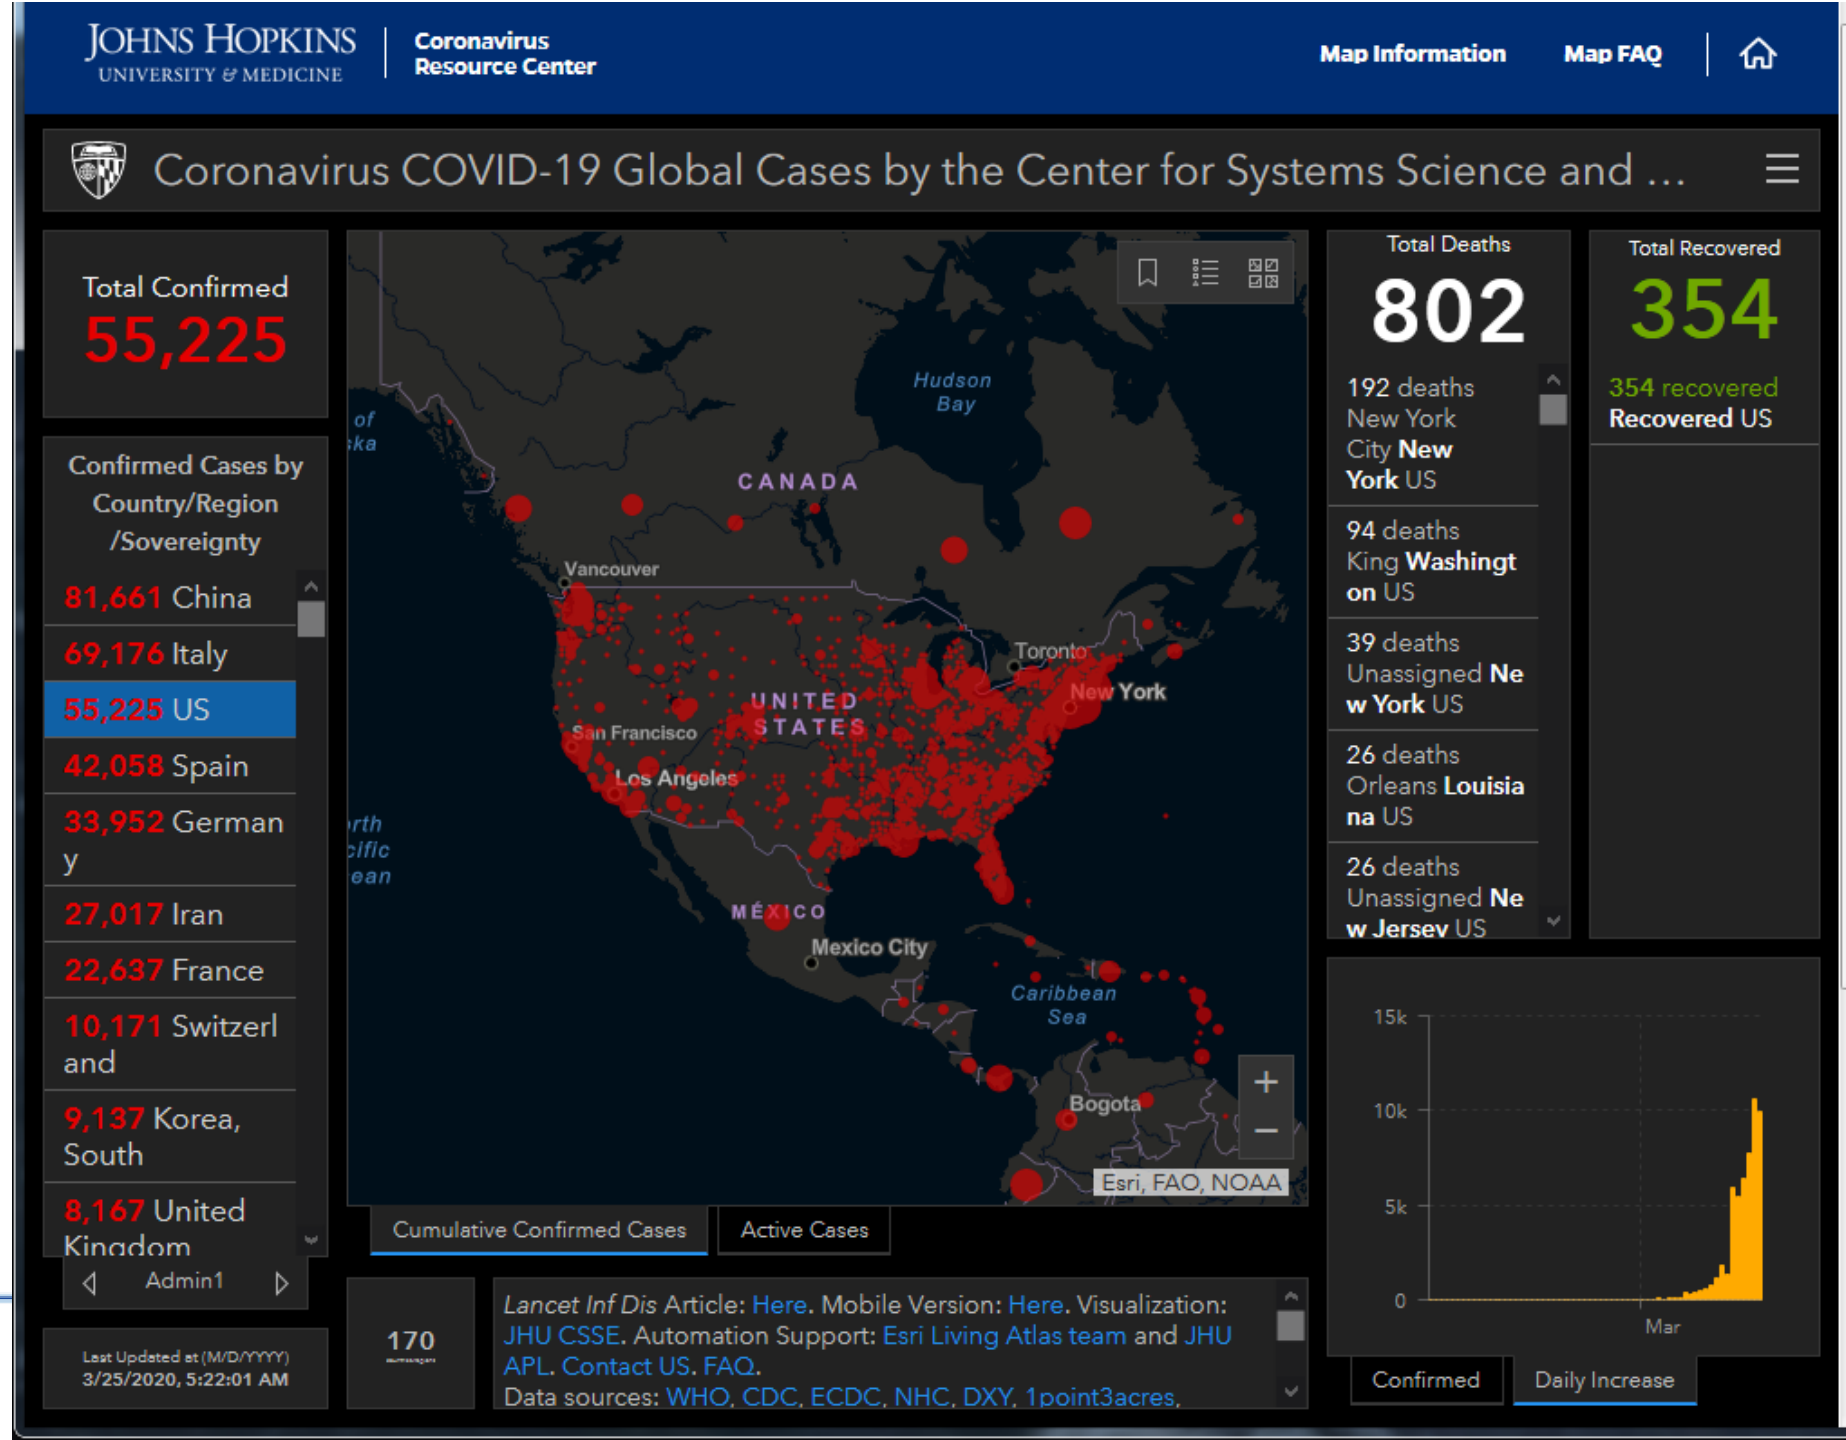 JOHNS HOPKINS
UNIVERSITY & MEDICINE
Coronavirus
Resource Center
Map Information
Map FAQ
Coronavirus COVID-19 Global Cases by the Center for Systems Science and ...
Total Confirmed
55,225
Confirmed Cases by
Country/Region
/Sovereignty
81,661 China
69,176 Italy
55,225 US
42,058 Spain
33,952 German
y
27,017 Iran
22,637 France
10,171 Switzerl
and
9,137 Korea,
South
8,167 United
Kingdom
Admin1
Last Updated at (M/D/YYYY)
3/25/2020, 5:22:01 AM
of
ska
Hudson
Bay
CANADA
Vancouver
Toronto
New York
UNITED
STATES
San Francisco
Los Angeles
rth
cific
ean
MÉXICO
Mexico City
Caribbean
Sea
Bogota
+
−
Esri, FAO, NOAA
Cumulative Confirmed Cases
Active Cases
170
Lancet Inf Dis Article: Here. Mobile Version: Here. Visualization:
JHU CSSE. Automation Support: Esri Living Atlas team and JHU
APL. Contact US. FAQ.
Data sources: WHO, CDC, ECDC, NHC, DXY, 1point3acres,
Total Deaths
802
192 deaths
New York
City New
York US
94 deaths
King Washingt
on US
39 deaths
Unassigned Ne
w York US
26 deaths
Orleans Louisia
na US
26 deaths
Unassigned Ne
w Jersey US
Total Recovered
354
354 recovered
Recovered US
15k
10k
5k
0
Mar
Confirmed
Daily Increase